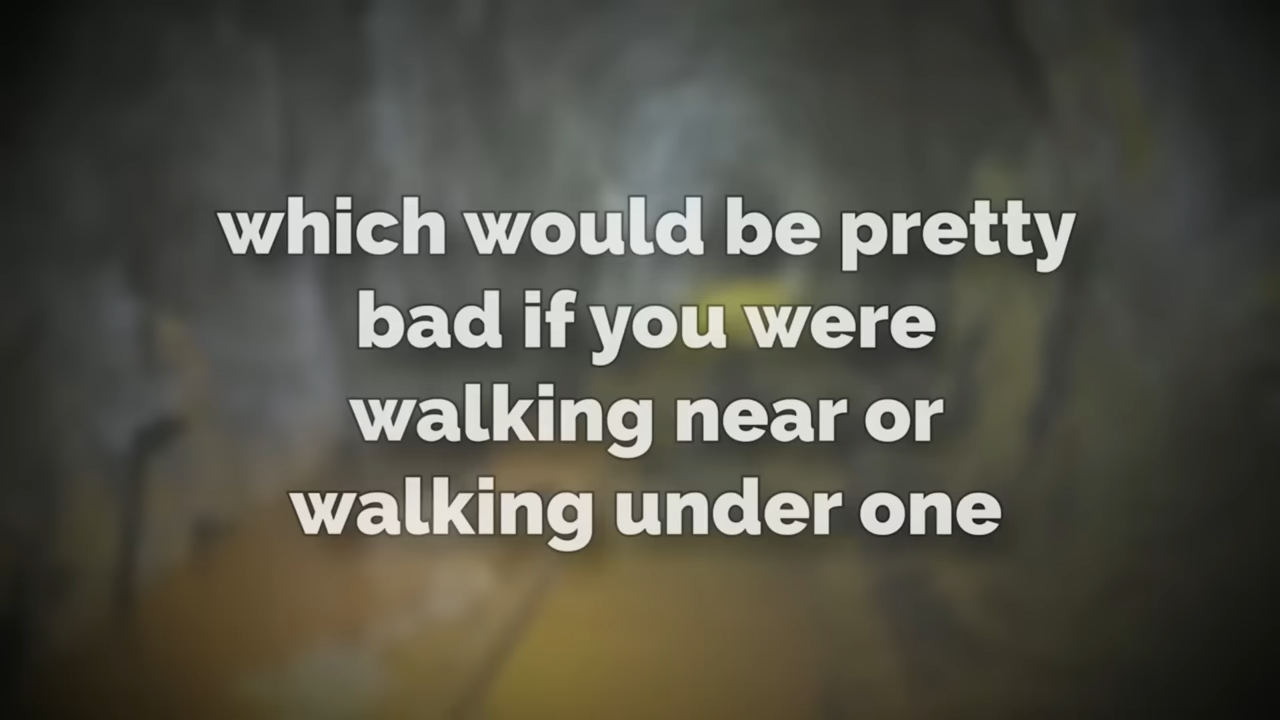 which would be pretty
bad if you were
walking near or
walking under one